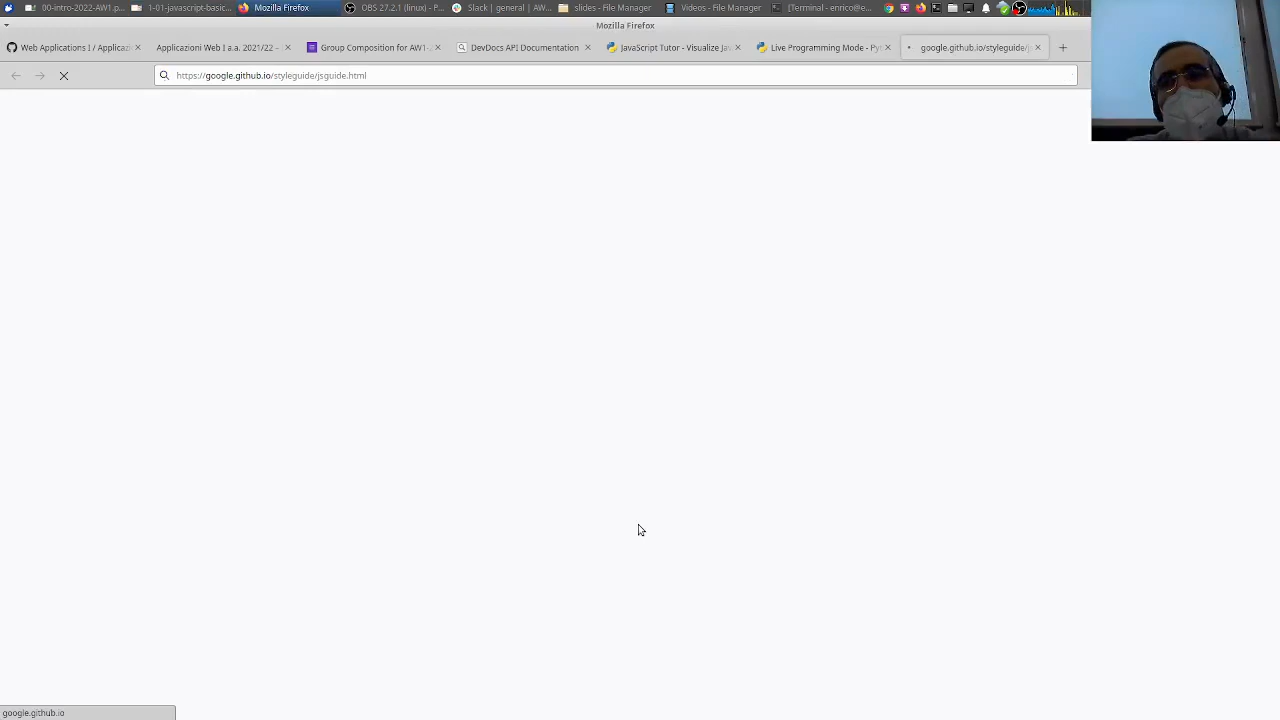 00-intro-2022-AW1.p...
1-01-javascript-basic...
Mozilla Firefox
OBS 27.2.1 (linux) - P...
Slack | general | AW...
slides - File Manager
Videos - File Manager
[Terminal - enrico@e...
Mozilla Firefox
Web Applications I / Applicaz
Applicazioni Web I a.a. 2021/22 -
Group Composition for AW1-
DevDocs API Documentation
JavaScript Tutor - Visualize Jav
Live Programming Mode - Pyt
google.github.io/styleguide/j
https://google.github.io/styleguide/jsguide.html
google.github.io